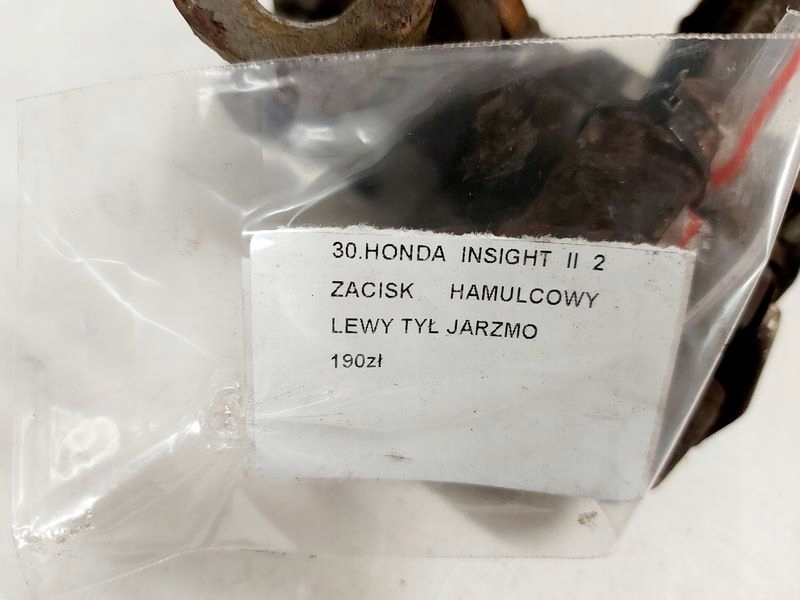 30.HONDA INSIGHT II 2
ZACISK HAMULCOWY
LEWY TYŁ JARZMO
190zł